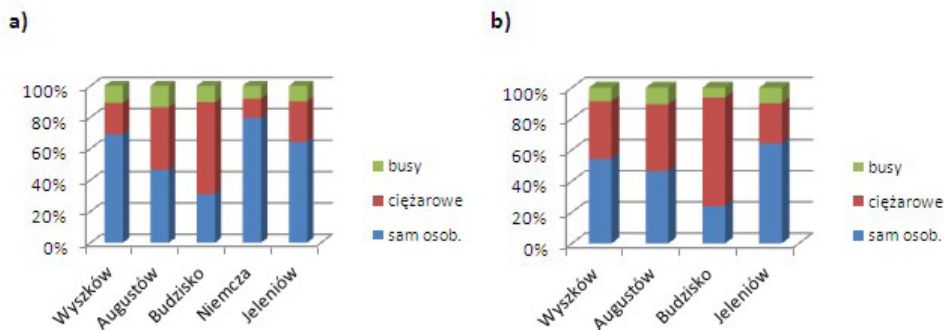 a)
100%
80%
60%
40%
20%
0%
Wyszków
Augustów
Budzisko
Niemcza
Jeleniów
busy
ciężarowe
sam osob.
b)
100%
80%
60%
40%
20%
0%
Wyszków
Augustów
Budzisko
Jeleniów
busy
ciężarowe
sam osob.